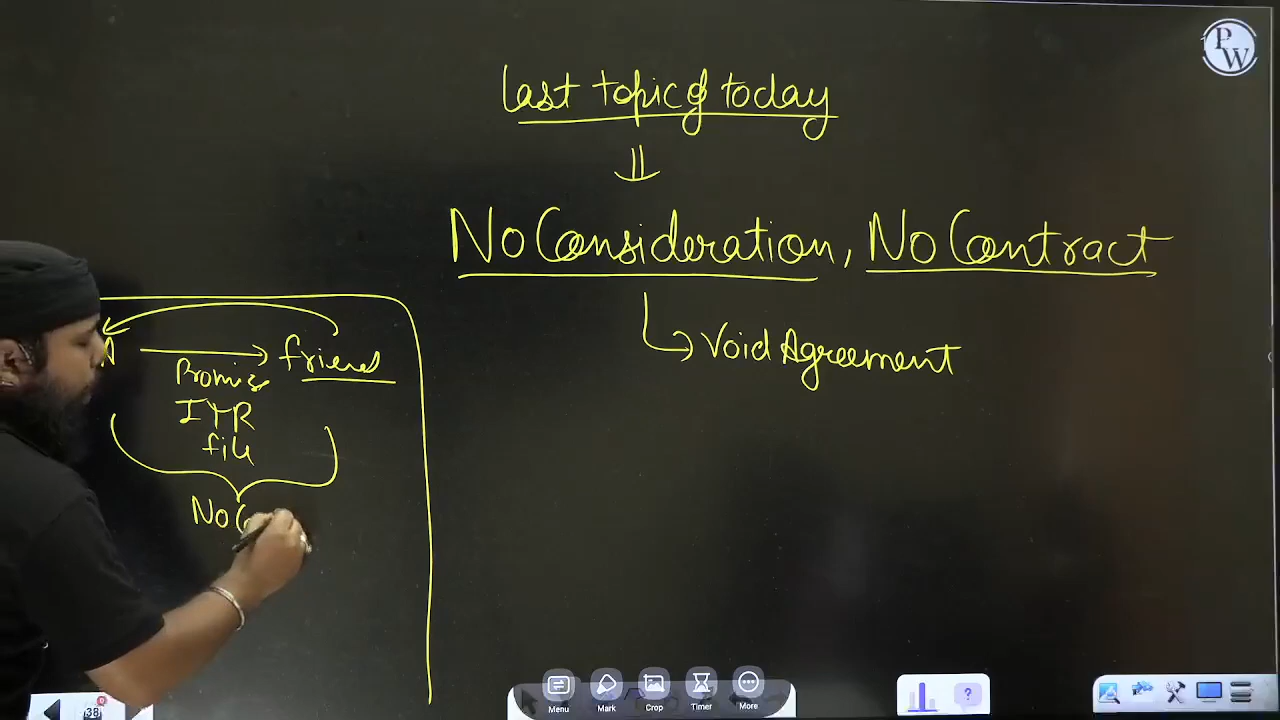 PW
last topic of today
No Consideration, No Contract
Void Agreement
friend
Promise
ITR
file
No
Menu
Mark
Crop
Timer
More
38